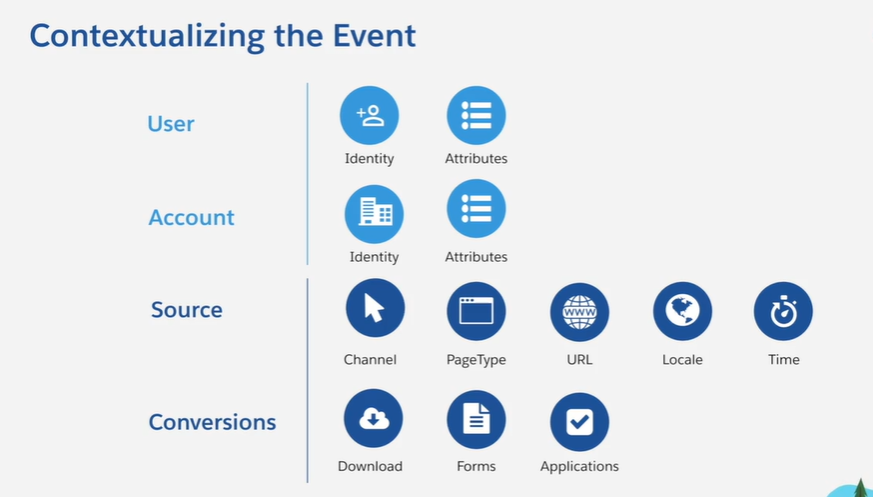 Contextualizing the Event
User
Identity
Attributes
Account
Identity
Attributes
Source
Channel
PageType
WWW
URL
Locale
Time
Conversions
Download
Forms
Applications